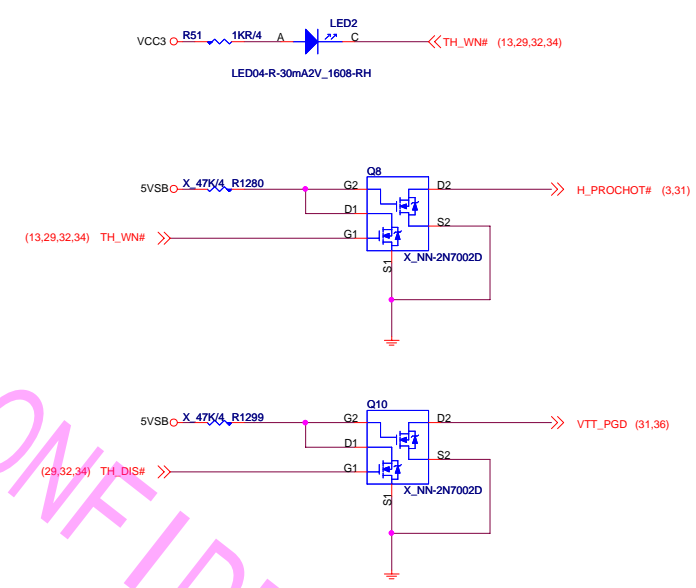 LED2
VCC3 R51 1KR/4 A C TH_WN# (13,29,32,34)
LED04-R-30mA2V_1608-RH
Q8
5VSB X_47K/4 R1280 G2 D2 H_PROCHOT# (3,31)
D1 S2
(13,29,32,34) TH_WN# G1
X_NN-2N7002D
S1
Q10
5VSB X_47K/4 R1299 G2 D2 VTT_PGD (31,36)
D1 S2
(29,32,34) TH_DIS# G1
X_NN-2N7002D
S1